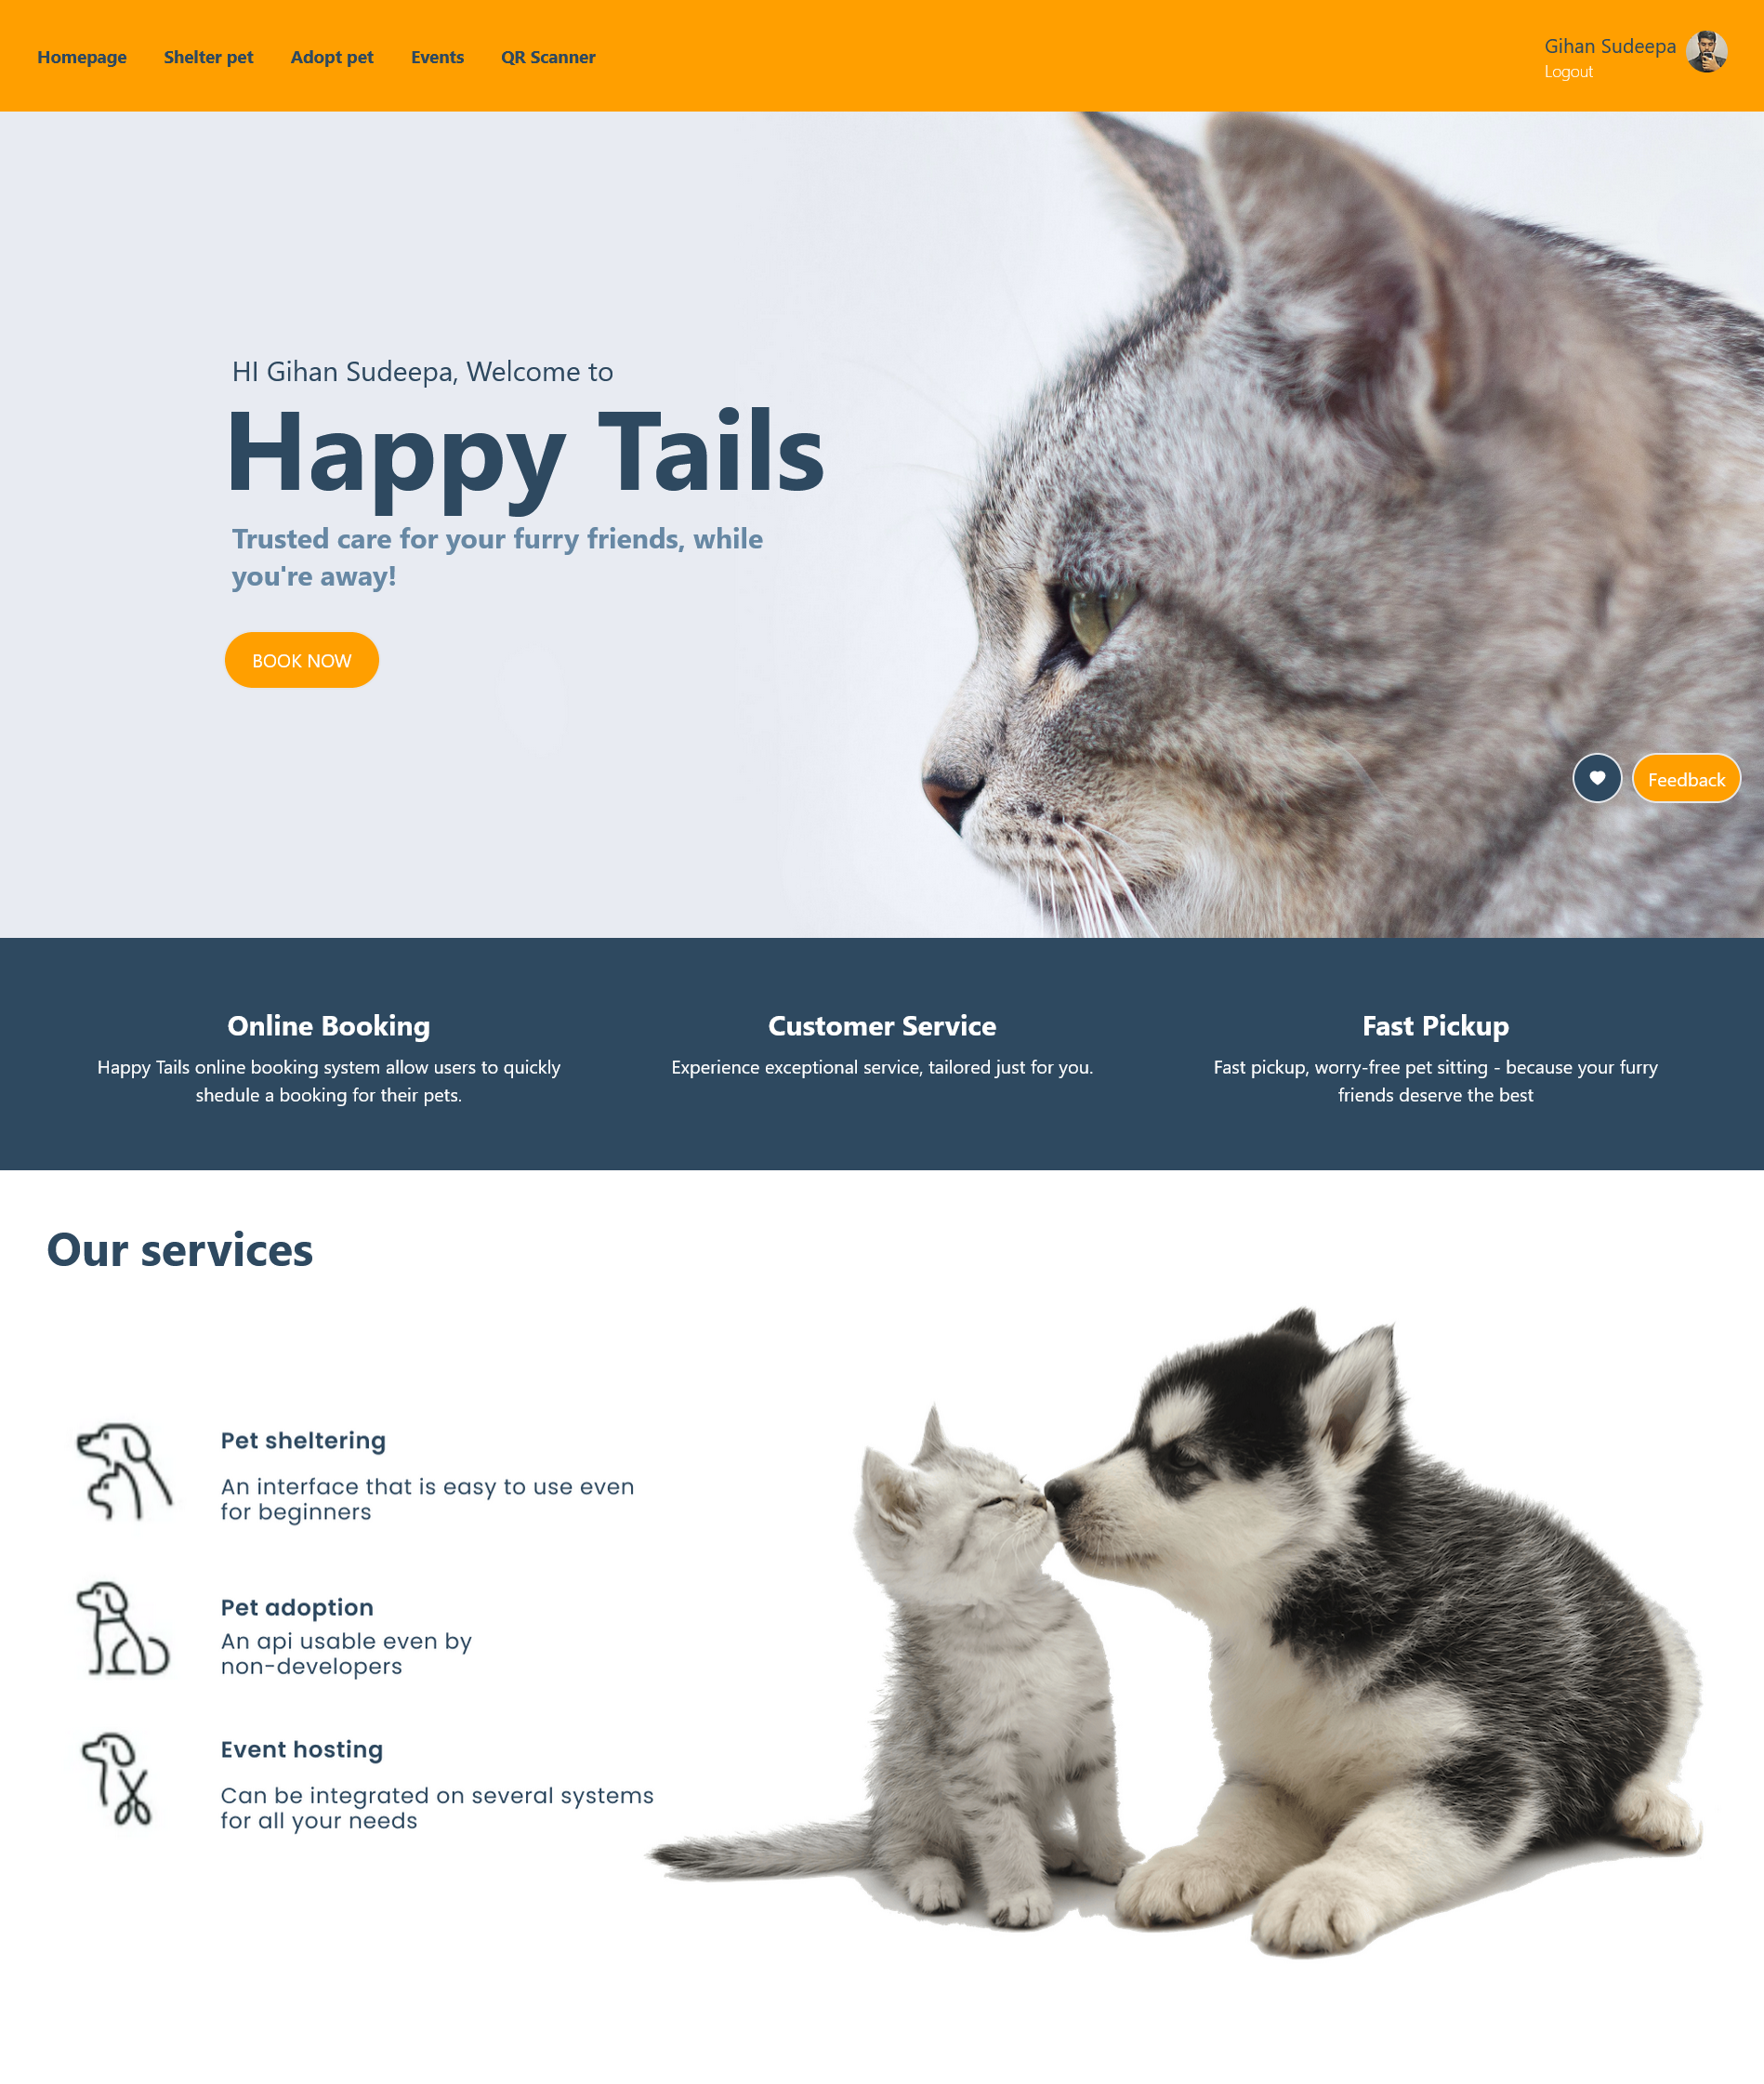 Homepage
Shelter pet
Adopt pet
Events
QR Scanner
Gihan Sudeepa
Logout
HI Gihan Sudeepa, Welcome to
Happy Tails
Trusted care for your furry friends, while
you're away!
BOOK NOW
Feedback
Online Booking
Happy Tails online booking system allow users to quickly
shedule a booking for their pets.
Customer Service
Experience exceptional service, tailored just for you.
Fast Pickup
Fast pickup, worry-free pet sitting - because your furry
friends deserve the best
Our services
Pet sheltering
An interface that is easy to use even
for beginners
Pet adoption
An api usable even by
non-developers
Event hosting
Can be integrated on several systems
for all your needs